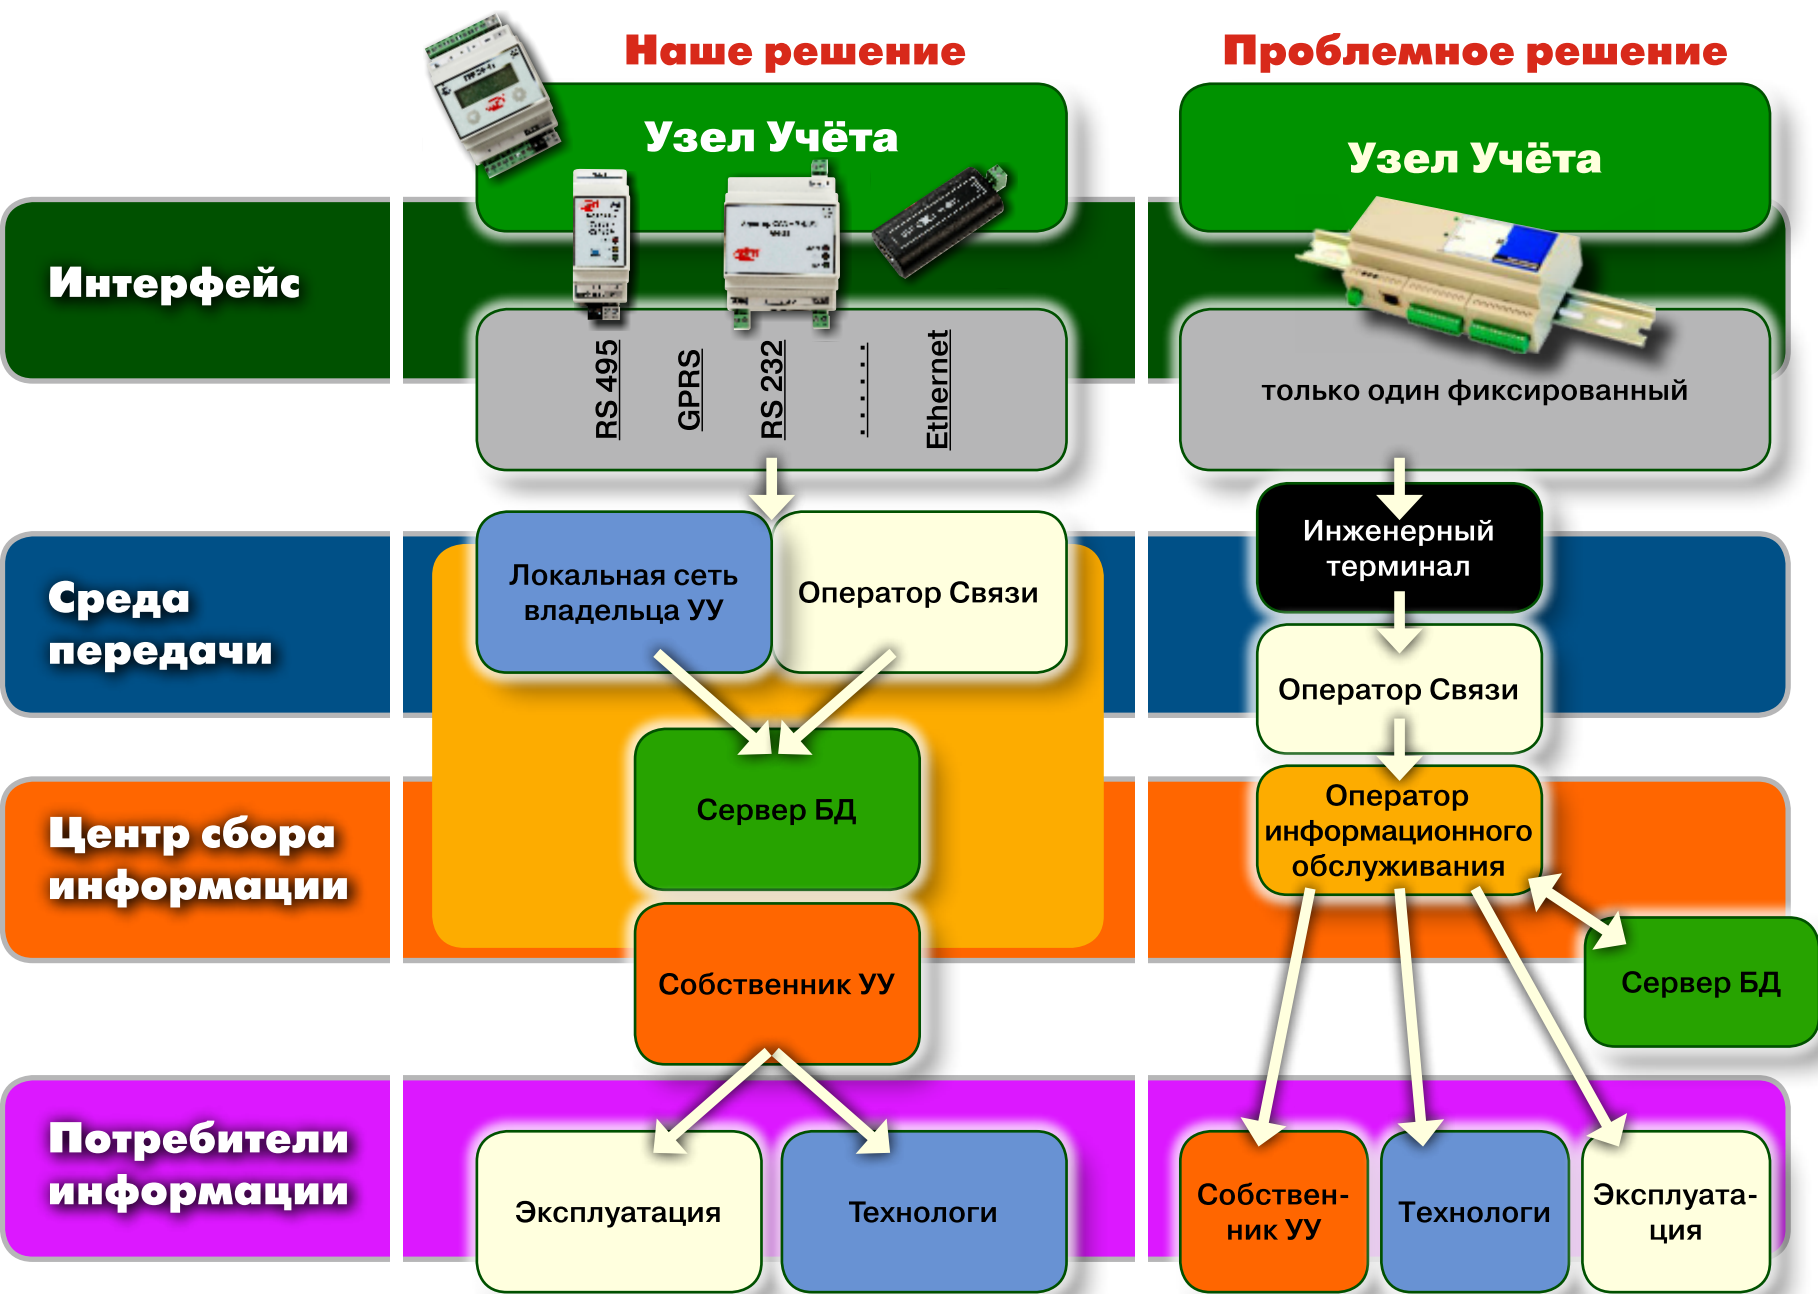 Наше решение
Проблемное решение
Узел Учёта
Узел Учёта
Интерфейс
RS 495
GPRS
RS 232
.......
Ethernet
только один фиксированный
Среда
передачи
Локальная сеть
владельца УУ
Оператор Связи
Инженерный
терминал
Оператор Связи
Центр сбора
информации
Сервер БД
Собственник УУ
Оператор
информационного
обслуживания
Сервер БД
Потребители
информации
Эксплуатация
Технологи
Собствен-
ник УУ
Технологи
Эксплуата-
ция